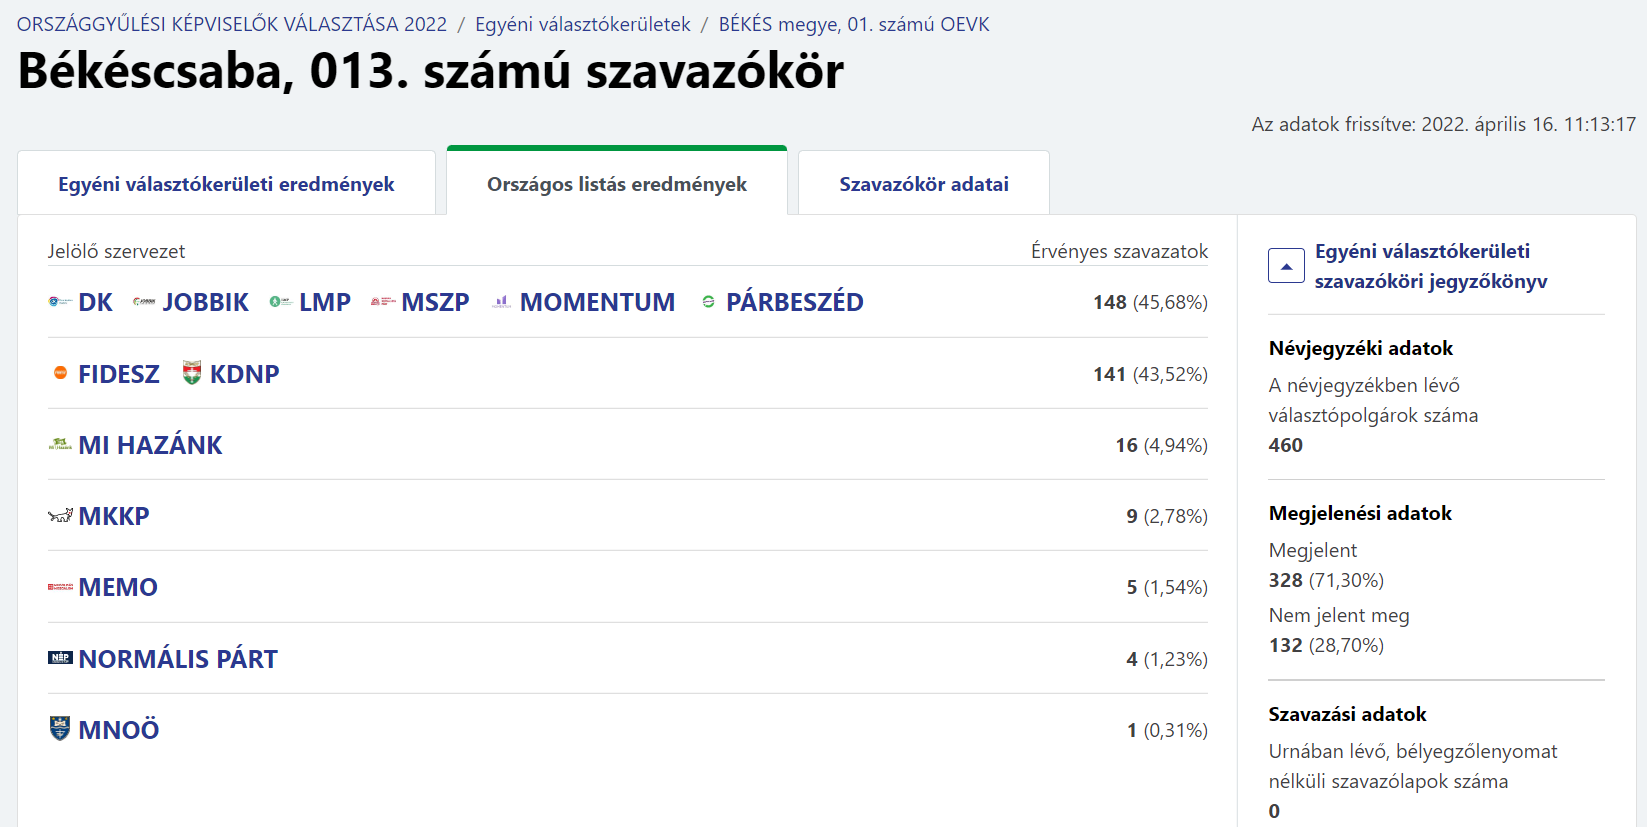 ORSZÁGGYŰLÉSI KÉPVISELŐK VÁLASZTÁSA 2022 / Egyéni választókerületek / BÉKÉS megye, 01. számú OEVK
Békéscsaba, 013. számú szavazókör
Az adatok frissítve: 2022. április 16. 11:13:17
Egyéni választókerületi eredmények
Országos listás eredmények
Szavazókör adatai
Jelölő szervezet Érvényes szavazatok
DK JOBBIK LMP MSZP MOMENTUM PÁRBESZÉD 148 (45,68%)
FIDESZ KDNP 141 (43,52%)
MI HAZÁNK 16 (4,94%)
MKKP 9 (2,78%)
MEMO 5 (1,54%)
NÉP NORMÁLIS PÁRT 4 (1,23%)
MNOÖ 1 (0,31%)
Egyéni választókerületi
szavazóköri jegyzőkönyv
Névjegyzéki adatok
A névjegyzékben lévő
választópolgárok száma
460
Megjelenési adatok
Megjelent
328 (71,30%)
Nem jelent meg
132 (28,70%)
Szavazási adatok
Urnában lévő, bélyegzőlenyomat
nélküli szavazólapok száma
0